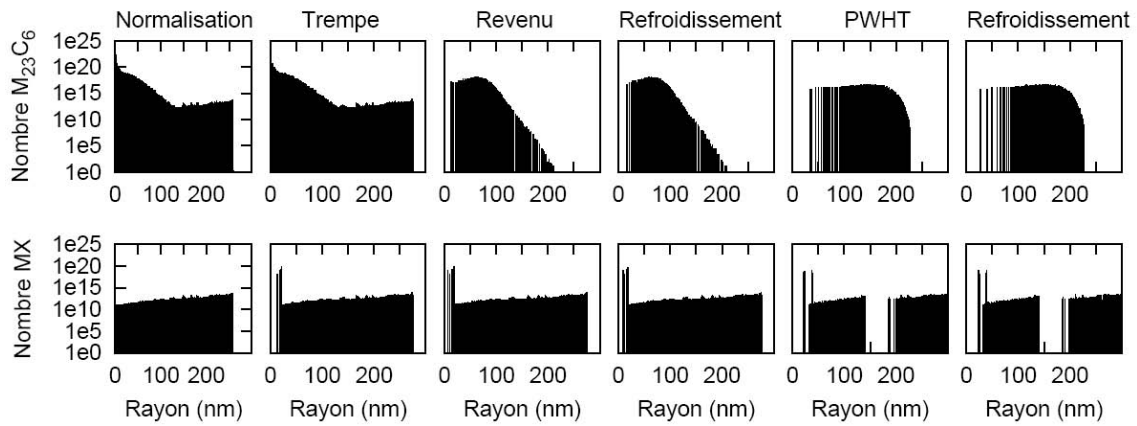 Normalisation Trempe Revenu Refroidissement PWHT Refroidissement
Nombre M23C6
1e25
1e20
1e15
1e10
1e5
1e0
0 100 200 0 100 200 0 100 200 0 100 200 0 100 200 0 100 200
Nombre MX
1e25
1e20
1e15
1e10
1e5
1e0
0 100 200 0 100 200 0 100 200 0 100 200 0 100 200 0 100 200
Rayon (nm) Rayon (nm) Rayon (nm) Rayon (nm) Rayon (nm) Rayon (nm)